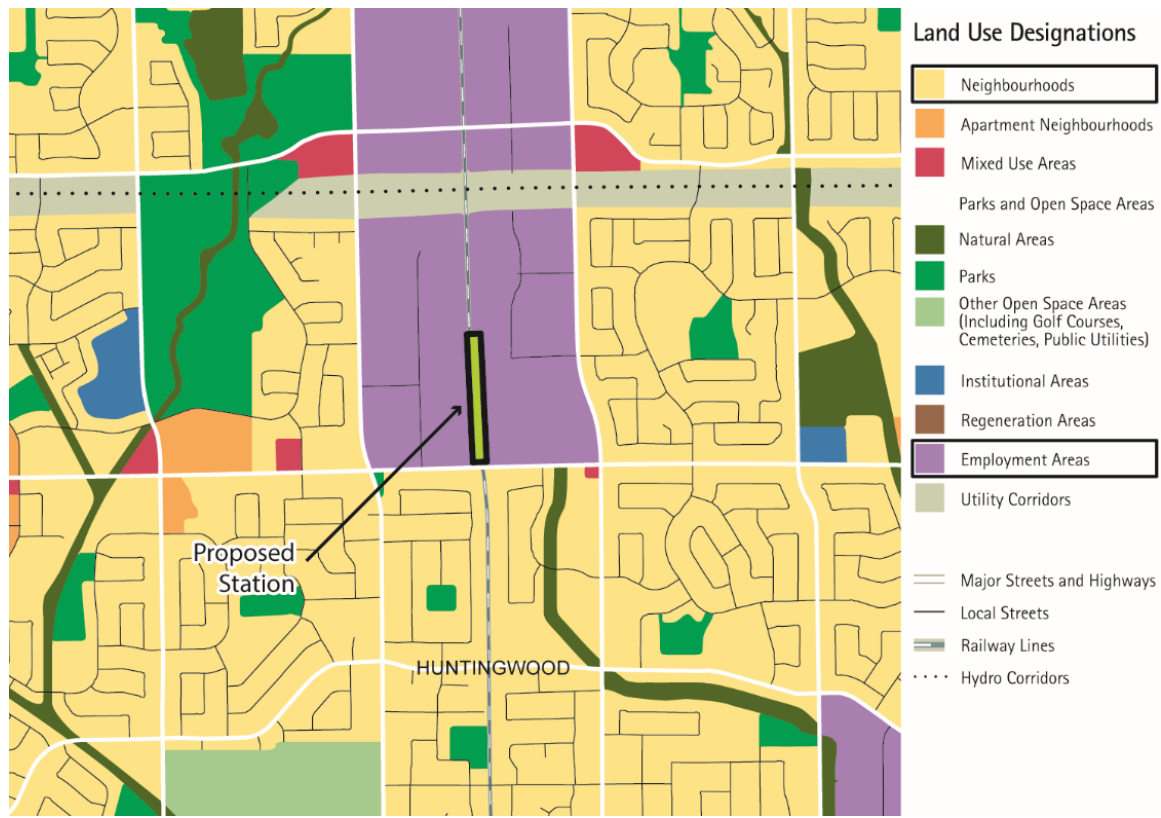 Land Use Designations
Neighbourhoods
Apartment Neighbourhoods
Mixed Use Areas
Parks and Open Space Areas
Natural Areas
Parks
Other Open Space Areas
(Including Golf Courses,
Cemeteries, Public Utilities)
Institutional Areas
Regeneration Areas
Employment Areas
Utility Corridors
Major Streets and Highways
Local Streets
Railway Lines
Hydro Corridors
Proposed
Station
HUNTINGWOOD